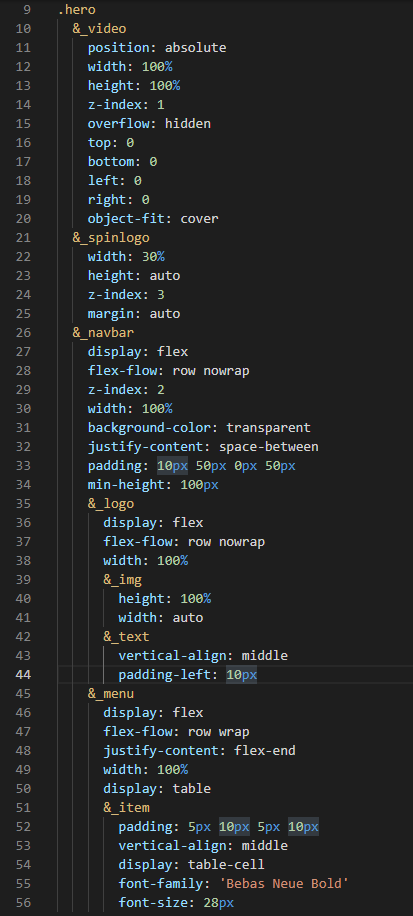 9 .hero
10 &_video
11 position: absolute
12 width: 100%
13 height: 100%
14 z-index: 1
15 overflow: hidden
16 top: 0
17 bottom: 0
18 left: 0
19 right: 0
20 object-fit: cover
21 &_spinlogo
22 width: 30%
23 height: auto
24 z-index: 3
25 margin: auto
26 &_navbar
27 display: flex
28 flex-flow: row nowrap
29 z-index: 2
30 width: 100%
31 background-color: transparent
32 justify-content: space-between
33 padding: 10px 50px 0px 50px
34 min-height: 100px
35 &_logo
36 display: flex
37 flex-flow: row nowrap
38 width: 100%
39 &_img
40 height: 100%
41 width: auto
42 &_text
43 vertical-align: middle
44 padding-left: 10px
45 &_menu
46 display: flex
47 flex-flow: row wrap
48 justify-content: flex-end
49 width: 100%
50 display: table
51 &_item
52 padding: 5px 10px 5px 10px
53 vertical-align: middle
54 display: table-cell
55 font-family: 'Bebas Neue Bold'
56 font-size: 28px